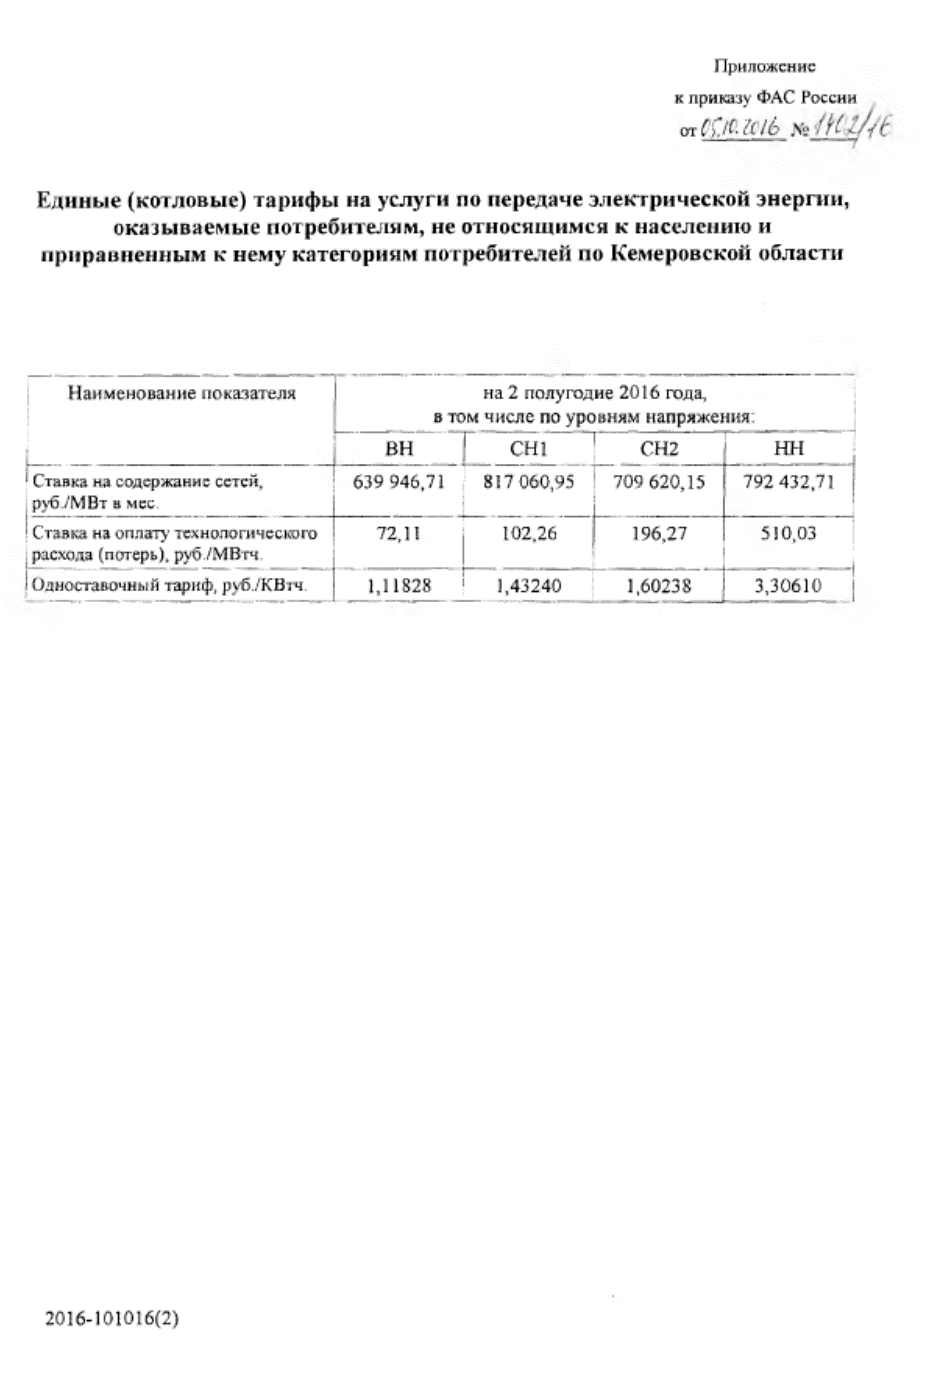 Приложение
к приказу ФАС России
от 05.10.2016 № 1402/16
Единые (котловые) тарифы на услуги по передаче электрической энергии,
оказываемые потребителям, не относящимся к населению и
приравненным к нему категориям потребителей по Кемеровской области
Наименование показателя
на 2 полугодие 2016 года,
в том числе по уровням напряжения:
ВН СН1 СН2 НН
Ставка на содержание сетей, 639 946,71 817 060,95 709 620,15 792 432,71
руб./МВт в мес.
Ставка на оплату технологического 72,11 102,26 196,27 510,03
расхода (потерь), руб./МВтч.
Одноставочный тариф, руб./КВтч. 1,11828 1,43240 1,60238 3,30610
2016-101016(2)